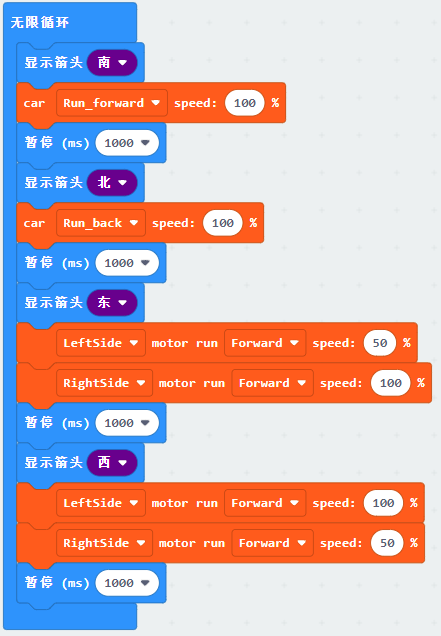 无限循环
显示箭头 南
car Run_forward speed: 100 %
暂停 (ms) 1000
显示箭头 北
car Run_back speed: 100 %
暂停 (ms) 1000
显示箭头 东
LeftSide motor run Forward speed: 50 %
RightSide motor run Forward speed: 100 %
暂停 (ms) 1000
显示箭头 西
LeftSide motor run Forward speed: 100 %
RightSide motor run Forward speed: 50 %
暂停 (ms) 1000